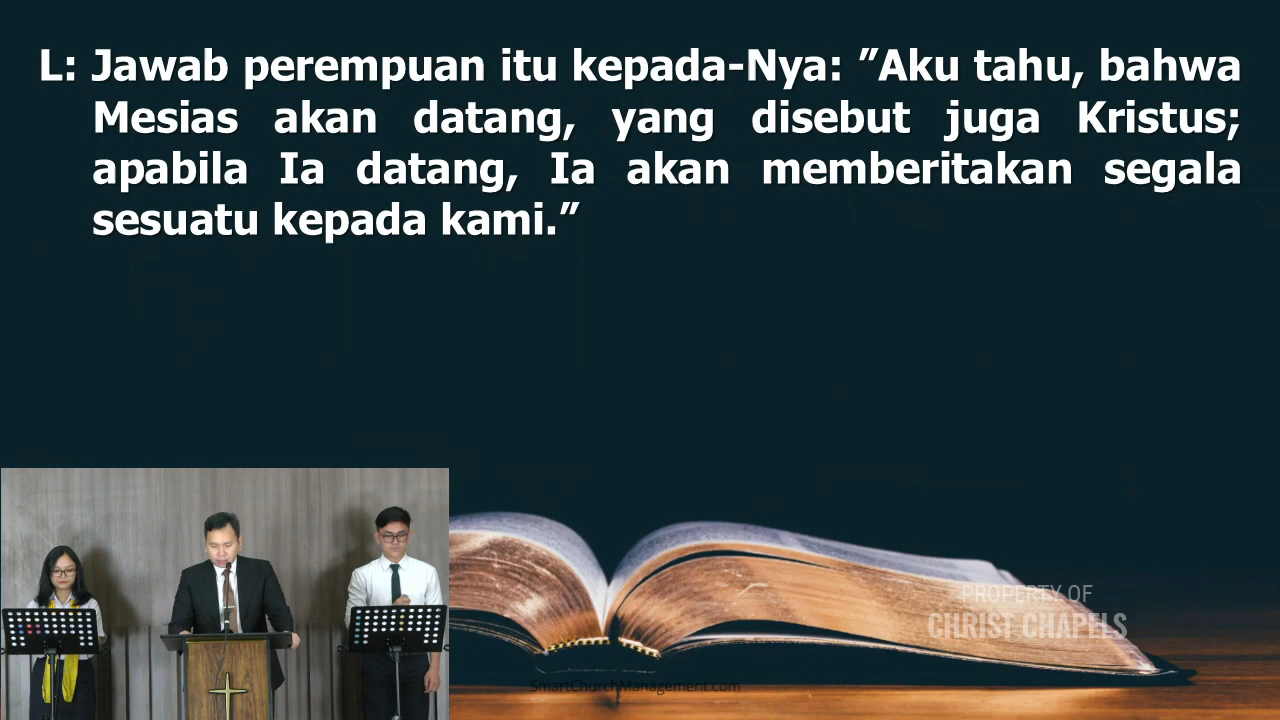 L: Jawab perempuan itu kepada-Nya: ”Aku tahu, bahwa
Mesias akan datang, yang disebut juga Kristus;
apabila Ia datang, Ia akan memberitakan segala
sesuatu kepada kami.”
PROPERTY OF
CHRIST CHAPELS
SmartChurchManagement.com